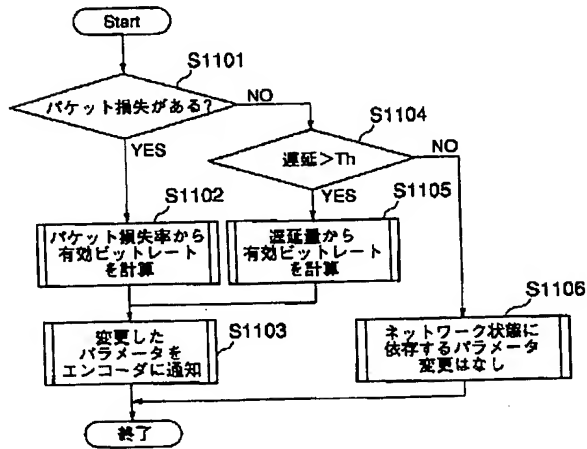 Start
S1101
パケット損失がある?
NO
S1104
YES
遅延>Th
NO
S1102
YES
S1105
パケット損失率から
有効ビットレート
を計算
遅延量から
有効ビットレート
を計算
S1106
変更した
パラメータを
エンコーダに通知
S1103
ネットワーク状態に
依存するパラメータ
変更はなし
終了